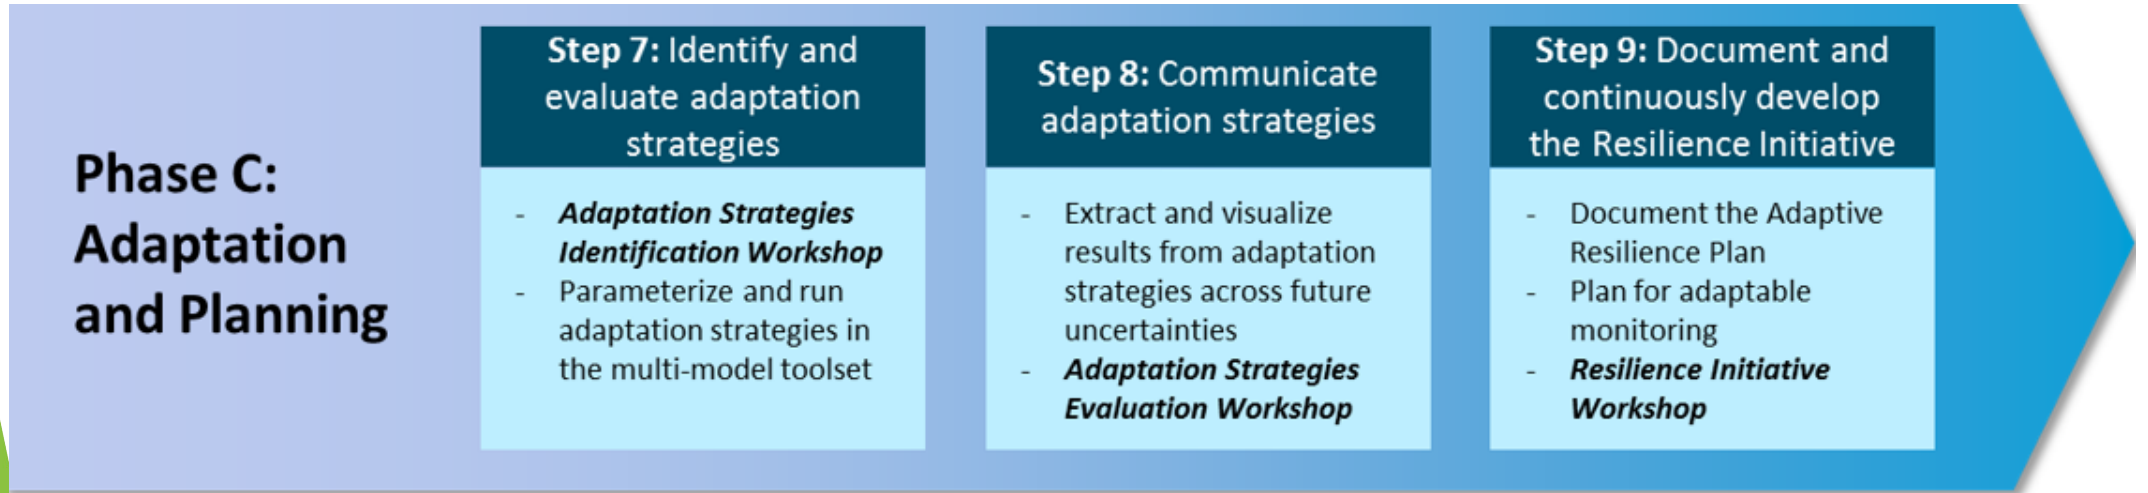 Phase C:
Adaptation
and Planning
Step 7: Identify and
evaluate adaptation
strategies
- Adaptation Strategies
Identification Workshop
- Parameterize and run
adaptation strategies in
the multi-model toolset
Step 8: Communicate
adaptation strategies
- Extract and visualize
results from adaptation
strategies across future
uncertainties
- Adaptation Strategies
Evaluation Workshop
Step 9: Document and
continuously develop
the Resilience Initiative
- Document the Adaptive
Resilience Plan
- Plan for adaptable
monitoring
- Resilience Initiative
Workshop